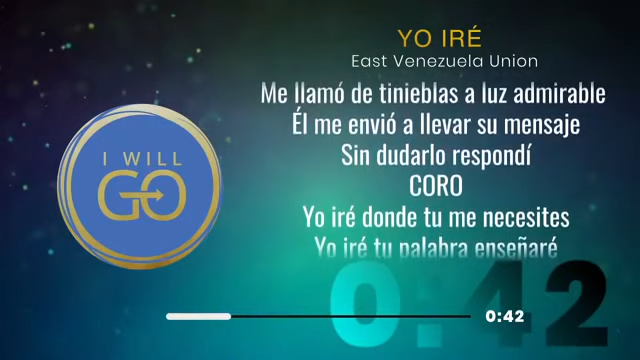 YO IRÉ
East Venezuela Union
Me llamó de tinieblas a luz admirable
Él me envió a llevar su mensaje
Sin dudarlo respondí
CORO
Yo iré donde tu me necesites
Yo iré tu palabra enseñaré
I WILL
GO
0:42
0:42